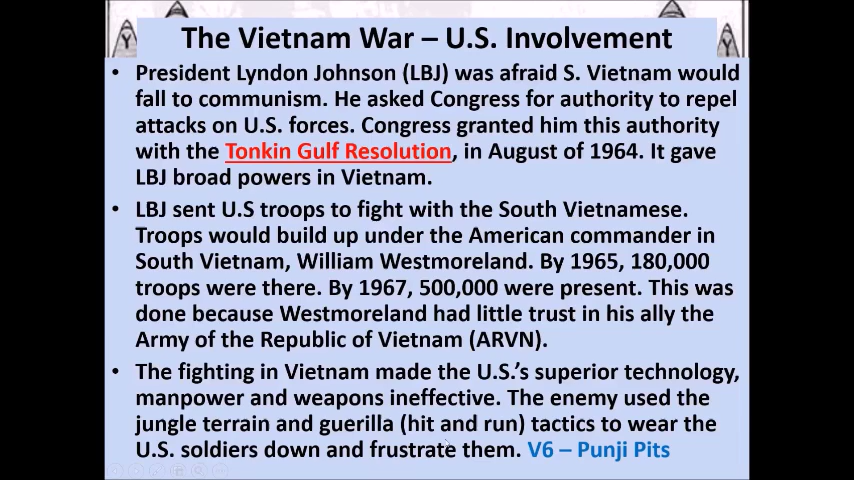 The Vietnam War – U.S. Involvement
• President Lyndon Johnson (LBJ) was afraid S. Vietnam would
fall to communism. He asked Congress for authority to repel
attacks on U.S. forces. Congress granted him this authority
with the Tonkin Gulf Resolution, in August of 1964. It gave
LBJ broad powers in Vietnam.
• LBJ sent U.S troops to fight with the South Vietnamese.
Troops would build up under the American commander in
South Vietnam, William Westmoreland. By 1965, 180,000
troops were there. By 1967, 500,000 were present. This was
done because Westmoreland had little trust in his ally the
Army of the Republic of Vietnam (ARVN).
• The fighting in Vietnam made the U.S.’s superior technology,
manpower and weapons ineffective. The enemy used the
jungle terrain and guerilla (hit and run) tactics to wear the
U.S. soldiers down and frustrate them. V6 – Punji Pits